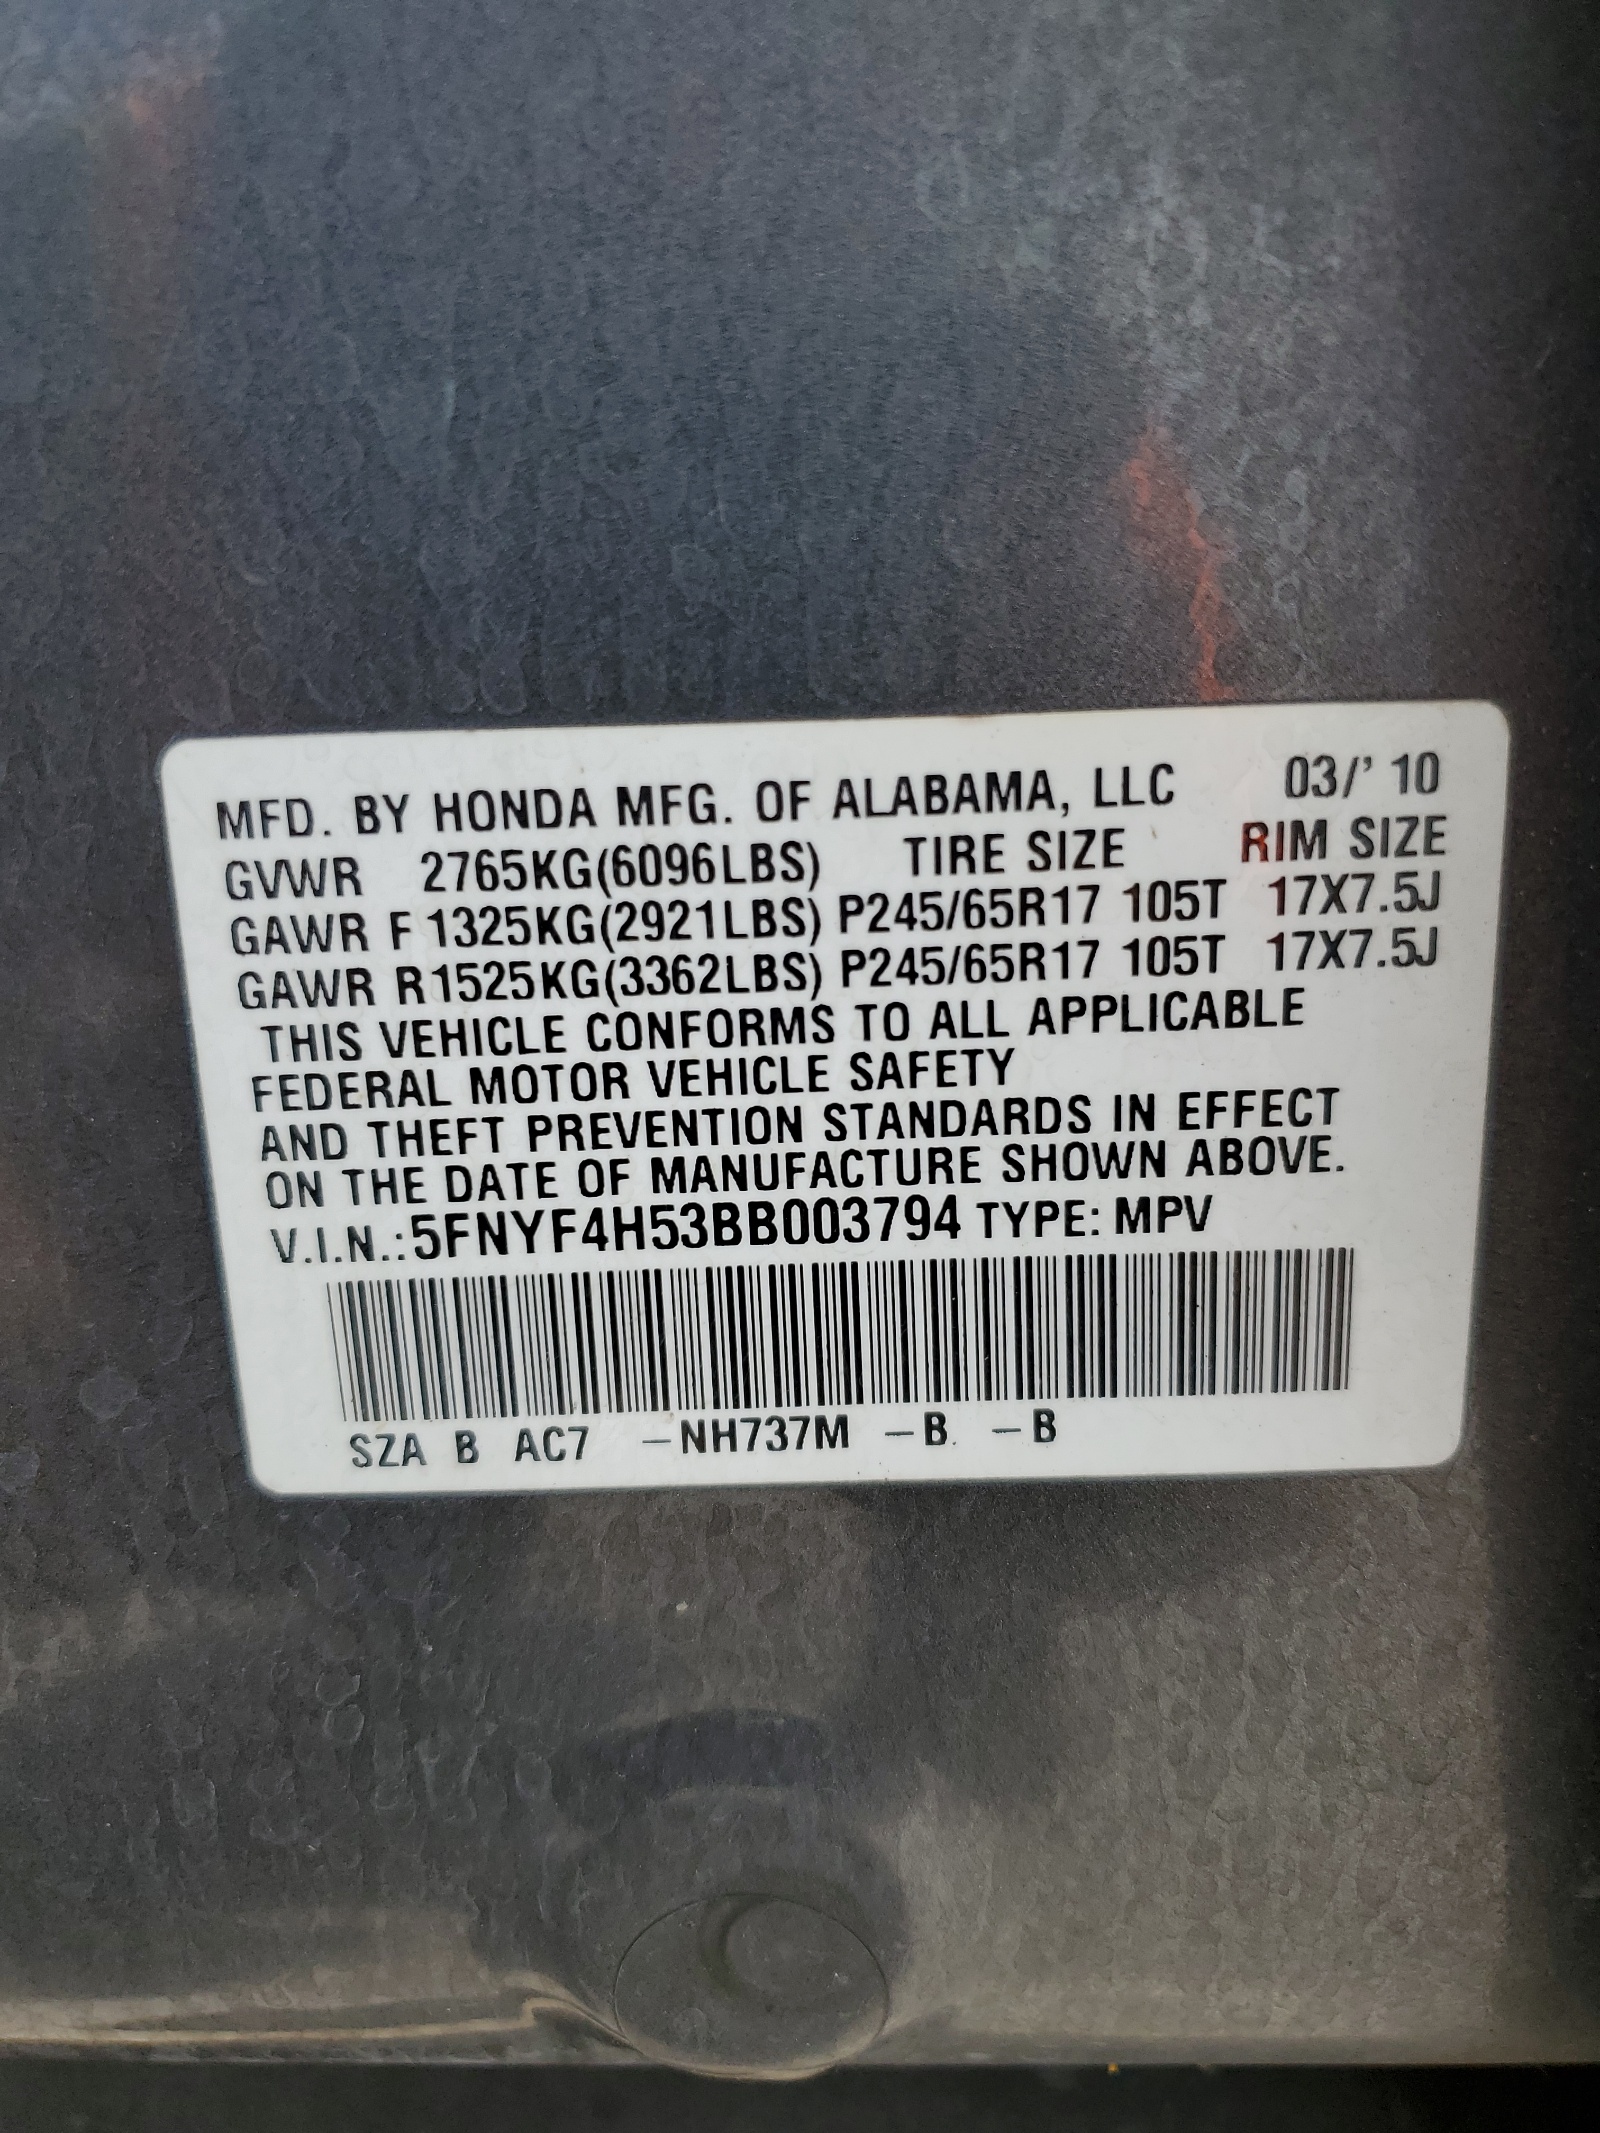 MFD. BY HONDA MFG. OF ALABAMA, LLC 03/' 10
GVWR 2765KG(6096LBS) TIRE SIZE RIM SIZE
GAWR F 1325KG(2921LBS) P245/65R17 105T 17X7.5J
GAWR R1525KG(3362LBS) P245/65R17 105T 17X7.5J
THIS VEHICLE CONFORMS TO ALL APPLICABLE
FEDERAL MOTOR VEHICLE SAFETY
AND THEFT PREVENTION STANDARDS IN EFFECT
ON THE DATE OF MANUFACTURE SHOWN ABOVE.
V.I.N.:5FNYF4H53BB003794 TYPE: MPV
SZA B AC7 –NH737M –B –B